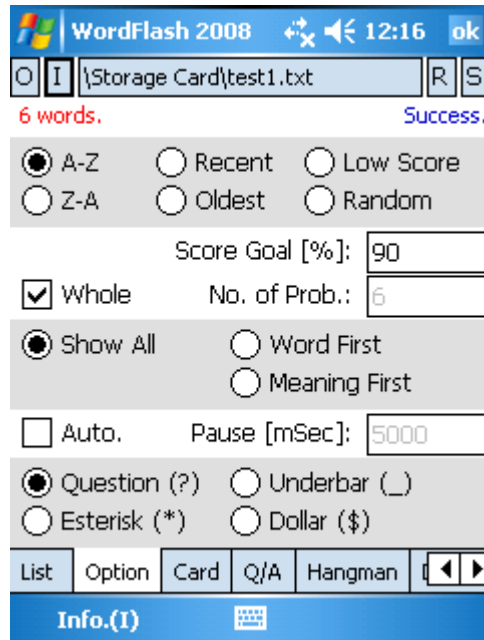 WordFlash 2008 12:16 ok
O I \Storage Card\test1.txt R S
6 words. Success.
A-Z Recent Low Score
Z-A Oldest Random
Score Goal [%]: 90
Whole No. of Prob.: 6
Show All Word First
Meaning First
Auto. Pause [mSec]: 5000
Question (?) Underbar (_)
Esterisk (*) Dollar ($)
List Option Card Q/A Hangman
Info.(I)